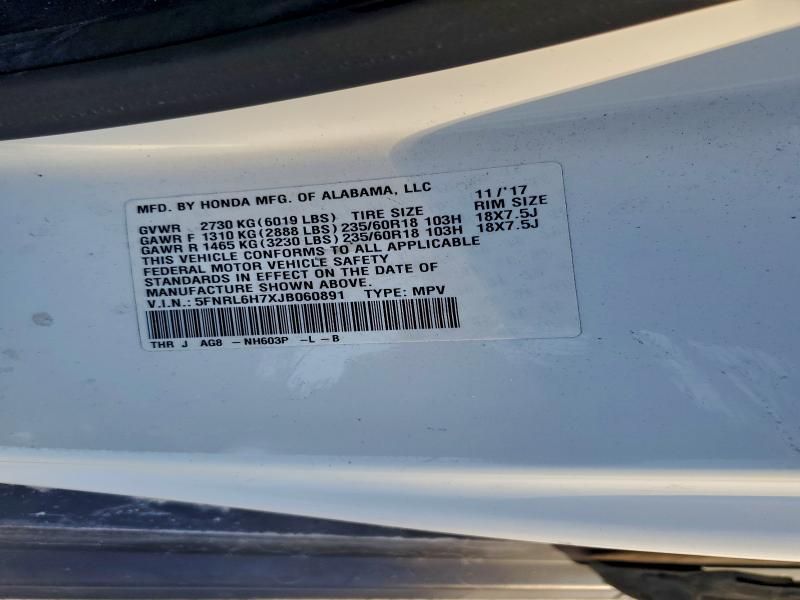 MFD. BY HONDA MFG. OF ALABAMA, LLC 11/'17
GVWR 2730 KG(6019 LBS) TIRE SIZE RIM SIZE
GAWR F 1310 KG(2888 LBS)235/60R18 103H 18X7.5J
GAWR R 1465 KG(3230 LBS)235/60R18 103H 18X7.5J
THIS VEHICLE CONFORMS TO ALL APPLICABLE
FEDERAL MOTOR VEHICLE SAFETY
STANDARDS IN EFFECT ON THE DATE OF
MANUFACTURE SHOWN ABOVE.
V.I.N.: 5FNRL6H7XJB060891 TYPE: MPV
THR J AG8 -NH603P -L-B